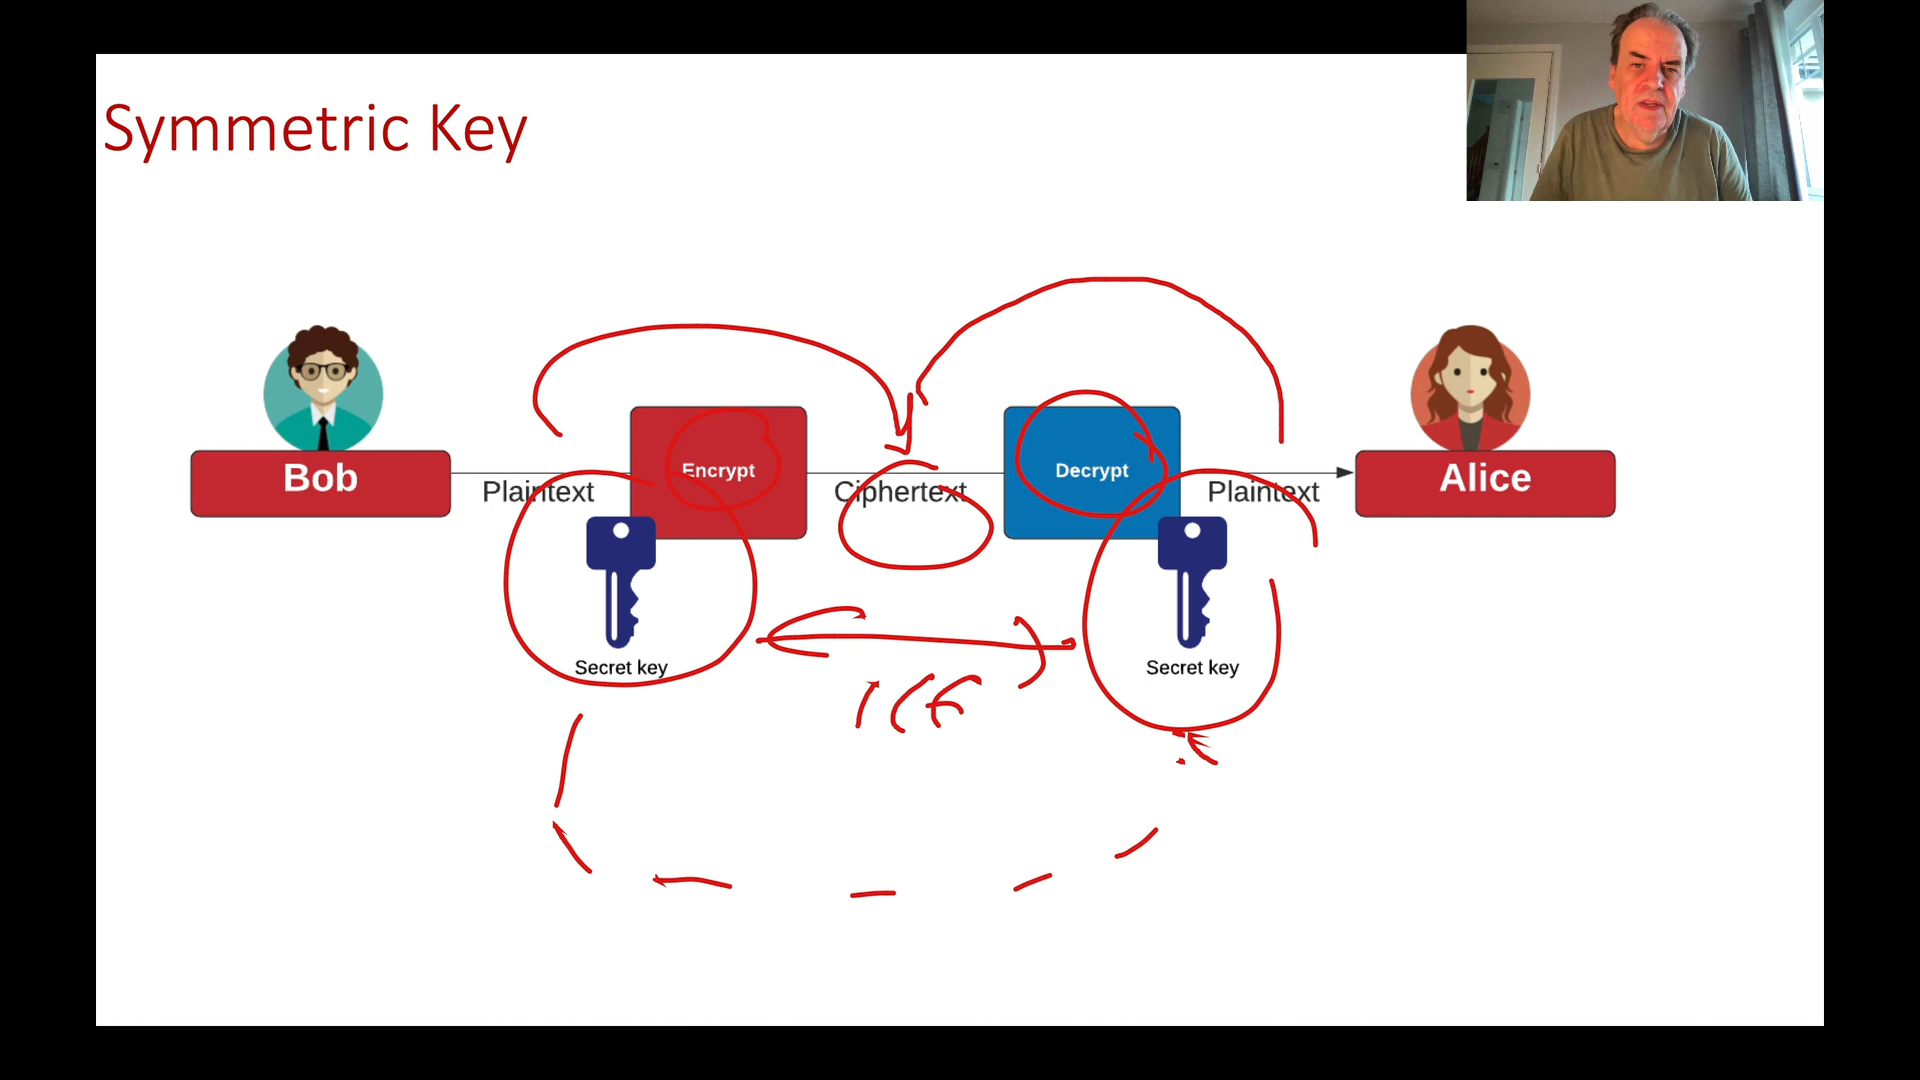 Symmetric Key
Bob
Plaintext
Encrypt
Ciphertext
Decrypt
Plaintext
Alice
Secret key
Secret key